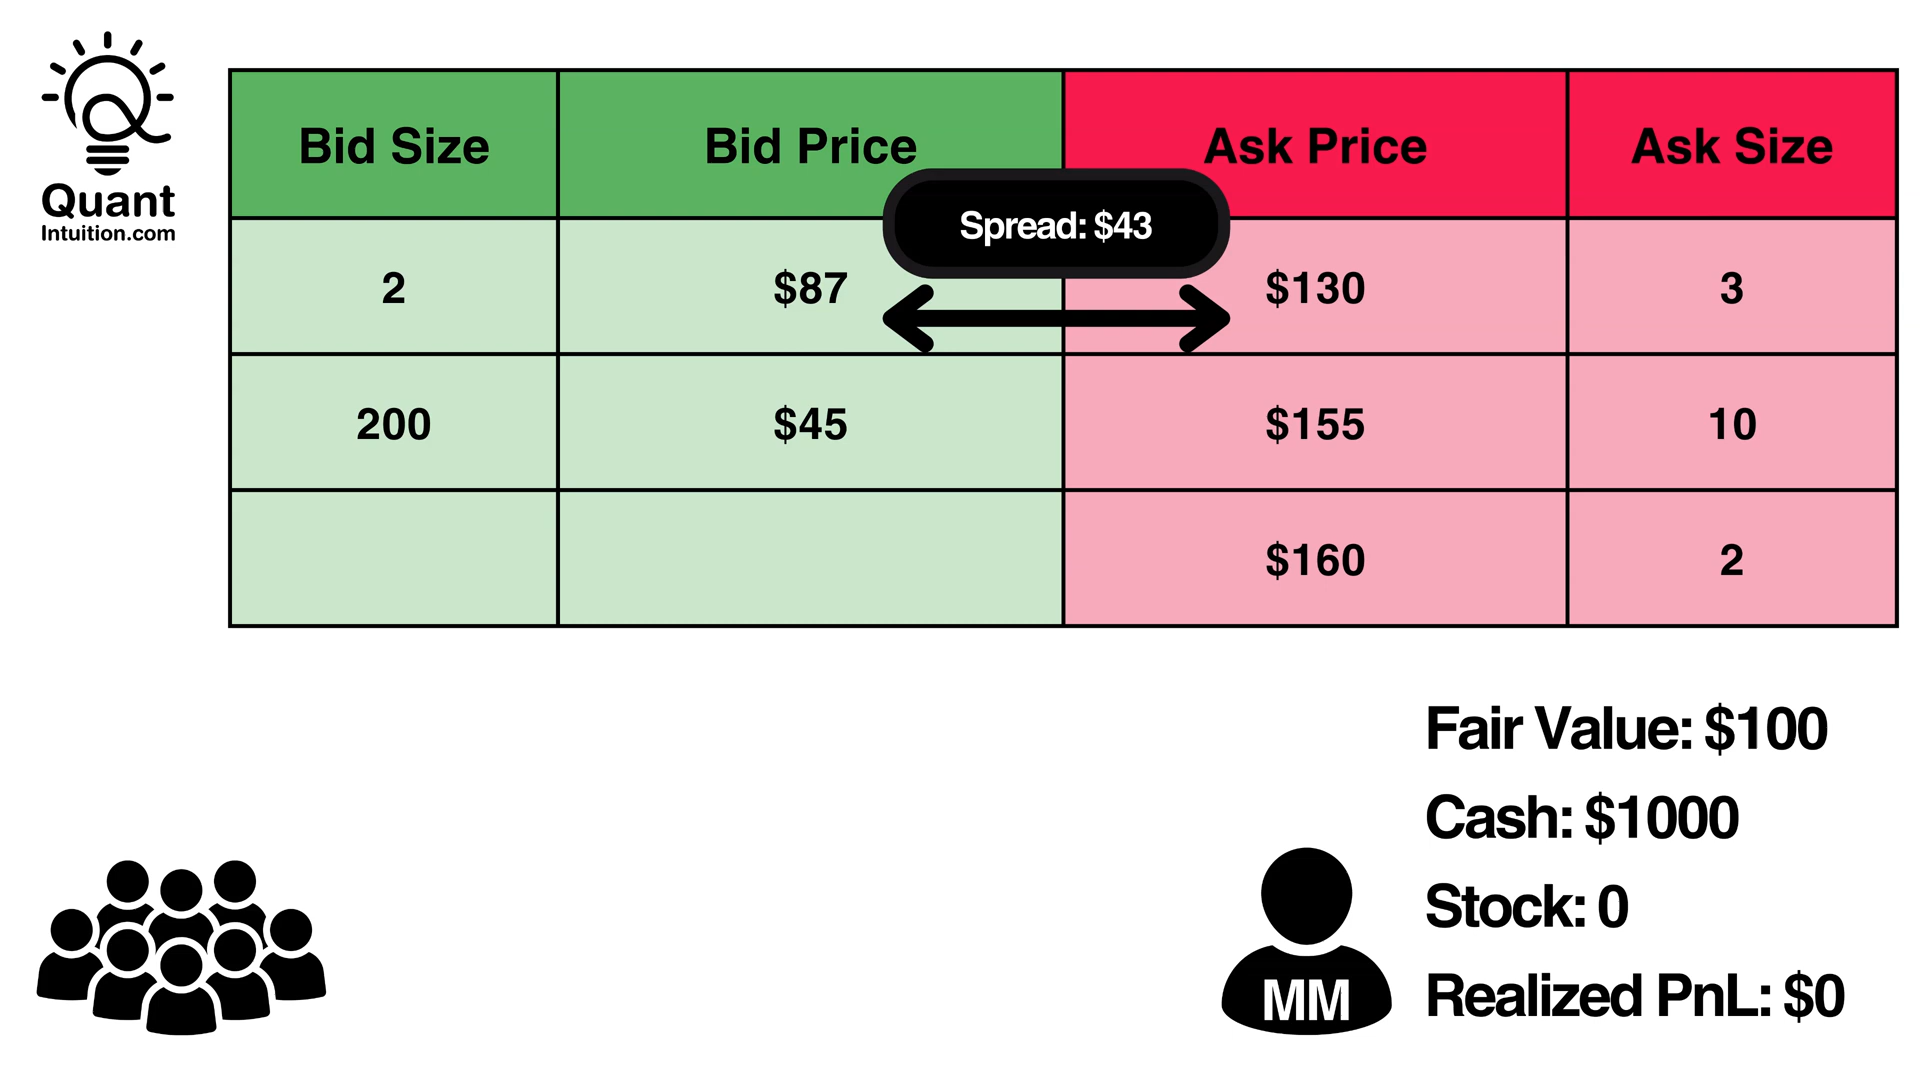 Quant
Intuition.com
Bid Size Bid Price Ask Price Ask Size
Spread: $43
2 $87 $130 3
200 $45 $155 10
$160 2
Fair Value: $100
Cash: $1000
Stock: 0
Realized PnL: $0
MM